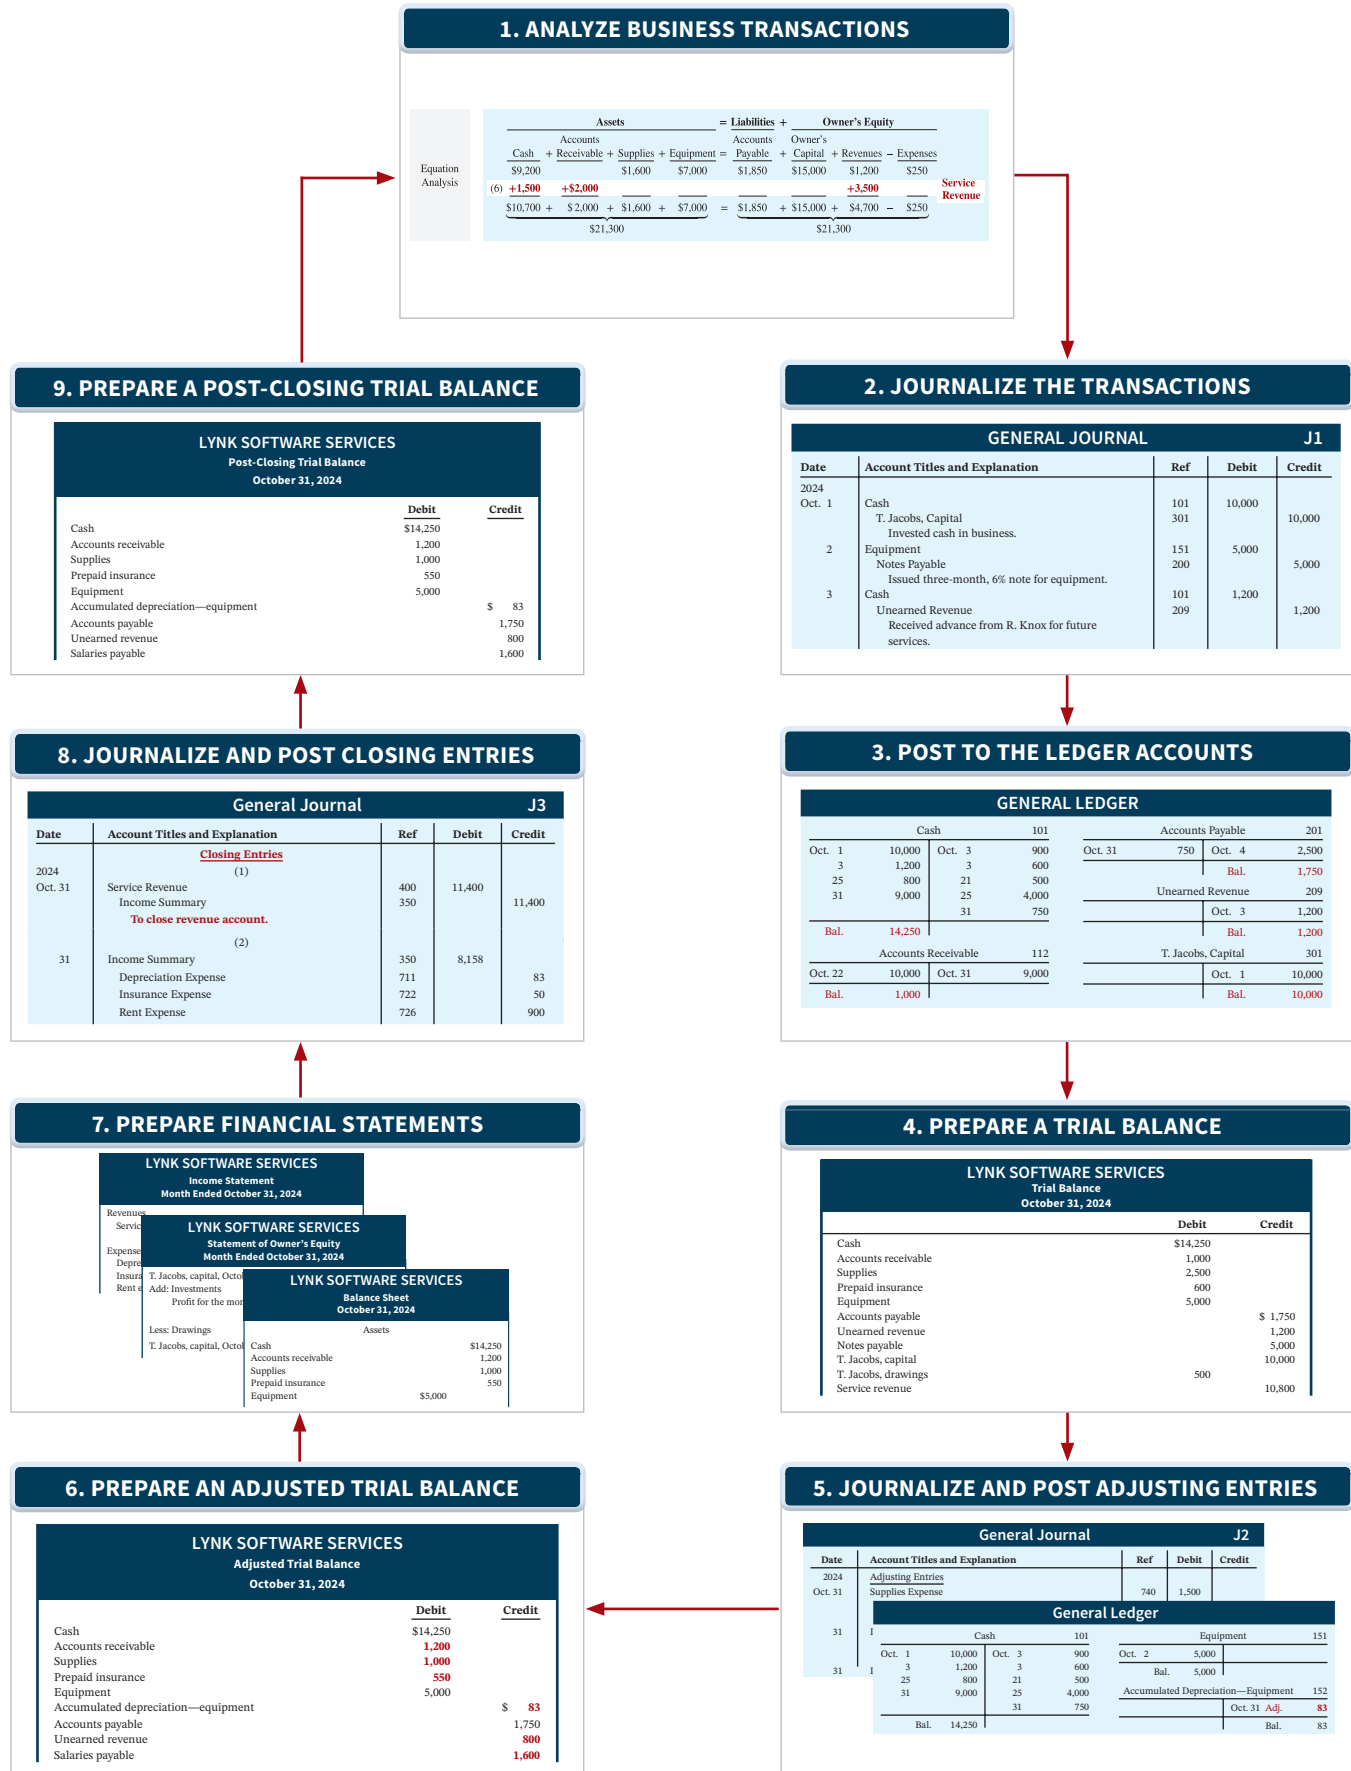 1. ANALYZE BUSINESS TRANSACTIONS
Equation
Analysis
Assets = Liabilities + Owner's Equity
Accounts Accounts Owner's
Cash + Receivable + Supplies + Equipment = Payable + Capital + Revenues − Expenses
$9,200 $1,600 $7,000 $1,850 $15,000 $1,200 $250
(6) +1,500 +$2,000 +3,500 Service
Revenue
$10,700 + $ 2,000 + $1,600 + $7,000 = $1,850 + $15,000 + $4,700 − $250
$21,300 $21,300
2. JOURNALIZE THE TRANSACTIONS
GENERAL JOURNAL J1
Date Account Titles and Explanation Ref Debit Credit
2024
Oct. 1 Cash 101 10,000
T. Jacobs, Capital 301 10,000
Invested cash in business.
2 Equipment 151 5,000
Notes Payable 200 5,000
Issued three-month, 6% note for equipment.
3 Cash 101 1,200
Unearned Revenue 209 1,200
Received advance from R. Knox for future
services.
3. POST TO THE LEDGER ACCOUNTS
GENERAL LEDGER
Cash 101
Oct. 1 10,000 Oct. 3 900
3 1,200 3 600
25 800 21 500
31 9,000 25 4,000
31 750
Bal. 14,250
Accounts Receivable 112
Oct. 22 10,000 Oct. 31 9,000
Bal. 1,000
Accounts Payable 201
Oct. 31 750 Oct. 4 2,500
Bal. 1,750
Unearned Revenue 209
Oct. 3 1,200
Bal. 1,200
T. Jacobs, Capital 301
Oct. 1 10,000
Bal. 10,000
4. PREPARE A TRIAL BALANCE
LYNK SOFTWARE SERVICES
Trial Balance
October 31, 2024
Debit Credit
Cash $14,250
Accounts receivable 1,000
Supplies 2,500
Prepaid insurance 600
Equipment 5,000
Accounts payable $ 1,750
Unearned revenue 1,200
Notes payable 5,000
T. Jacobs, capital 10,000
T. Jacobs, drawings 500
Service revenue 10,800
5. JOURNALIZE AND POST ADJUSTING ENTRIES
General Journal J2
Date Account Titles and Explanation Ref Debit Credit
2024 Adjusting Entries
Oct. 31 Supplies Expense 740 1,500
31
31
General Ledger
Cash 101
Oct. 1 10,000 Oct. 3 900
3 1,200 3 600
25 800 21 500
31 9,000 25 4,000
31 750
Bal. 14,250
Equipment 151
Oct. 2 5,000
Bal. 5,000
Accumulated Depreciation—Equipment 152
Oct. 31 Adj. 83
Bal. 83
6. PREPARE AN ADJUSTED TRIAL BALANCE
LYNK SOFTWARE SERVICES
Adjusted Trial Balance
October 31, 2024
Debit Credit
Cash $14,250
Accounts receivable 1,200
Supplies 1,000
Prepaid insurance 550
Equipment 5,000
Accumulated depreciation—equipment $ 83
Accounts payable 1,750
Unearned revenue 800
Salaries payable 1,600
7. PREPARE FINANCIAL STATEMENTS
LYNK SOFTWARE SERVICES
Income Statement
Month Ended October 31, 2024
Revenues
Servic
Expense
Depre
Insura
Rent e
LYNK SOFTWARE SERVICES
Statement of Owner's Equity
Month Ended October 31, 2024
T. Jacobs, capital, Octo
Add: Investments
Profit for the mon
Less: Drawings
T. Jacobs, capital, Octol
LYNK SOFTWARE SERVICES
Balance Sheet
October 31, 2024
Assets
Cash $14,250
Accounts receivable 1,200
Supplies 1,000
Prepaid insurance 550
Equipment $5,000
8. JOURNALIZE AND POST CLOSING ENTRIES
General Journal J3
Date Account Titles and Explanation Ref Debit Credit
Closing Entries
2024 (1)
Oct. 31 Service Revenue 400 11,400
Income Summary 350 11,400
To close revenue account.
(2)
31 Income Summary 350 8,158
Depreciation Expense 711 83
Insurance Expense 722 50
Rent Expense 726 900
9. PREPARE A POST-CLOSING TRIAL BALANCE
LYNK SOFTWARE SERVICES
Post-Closing Trial Balance
October 31, 2024
Debit Credit
Cash $14,250
Accounts receivable 1,200
Supplies 1,000
Prepaid insurance 550
Equipment 5,000
Accumulated depreciation—equipment $ 83
Accounts payable 1,750
Unearned revenue 800
Salaries payable 1,600